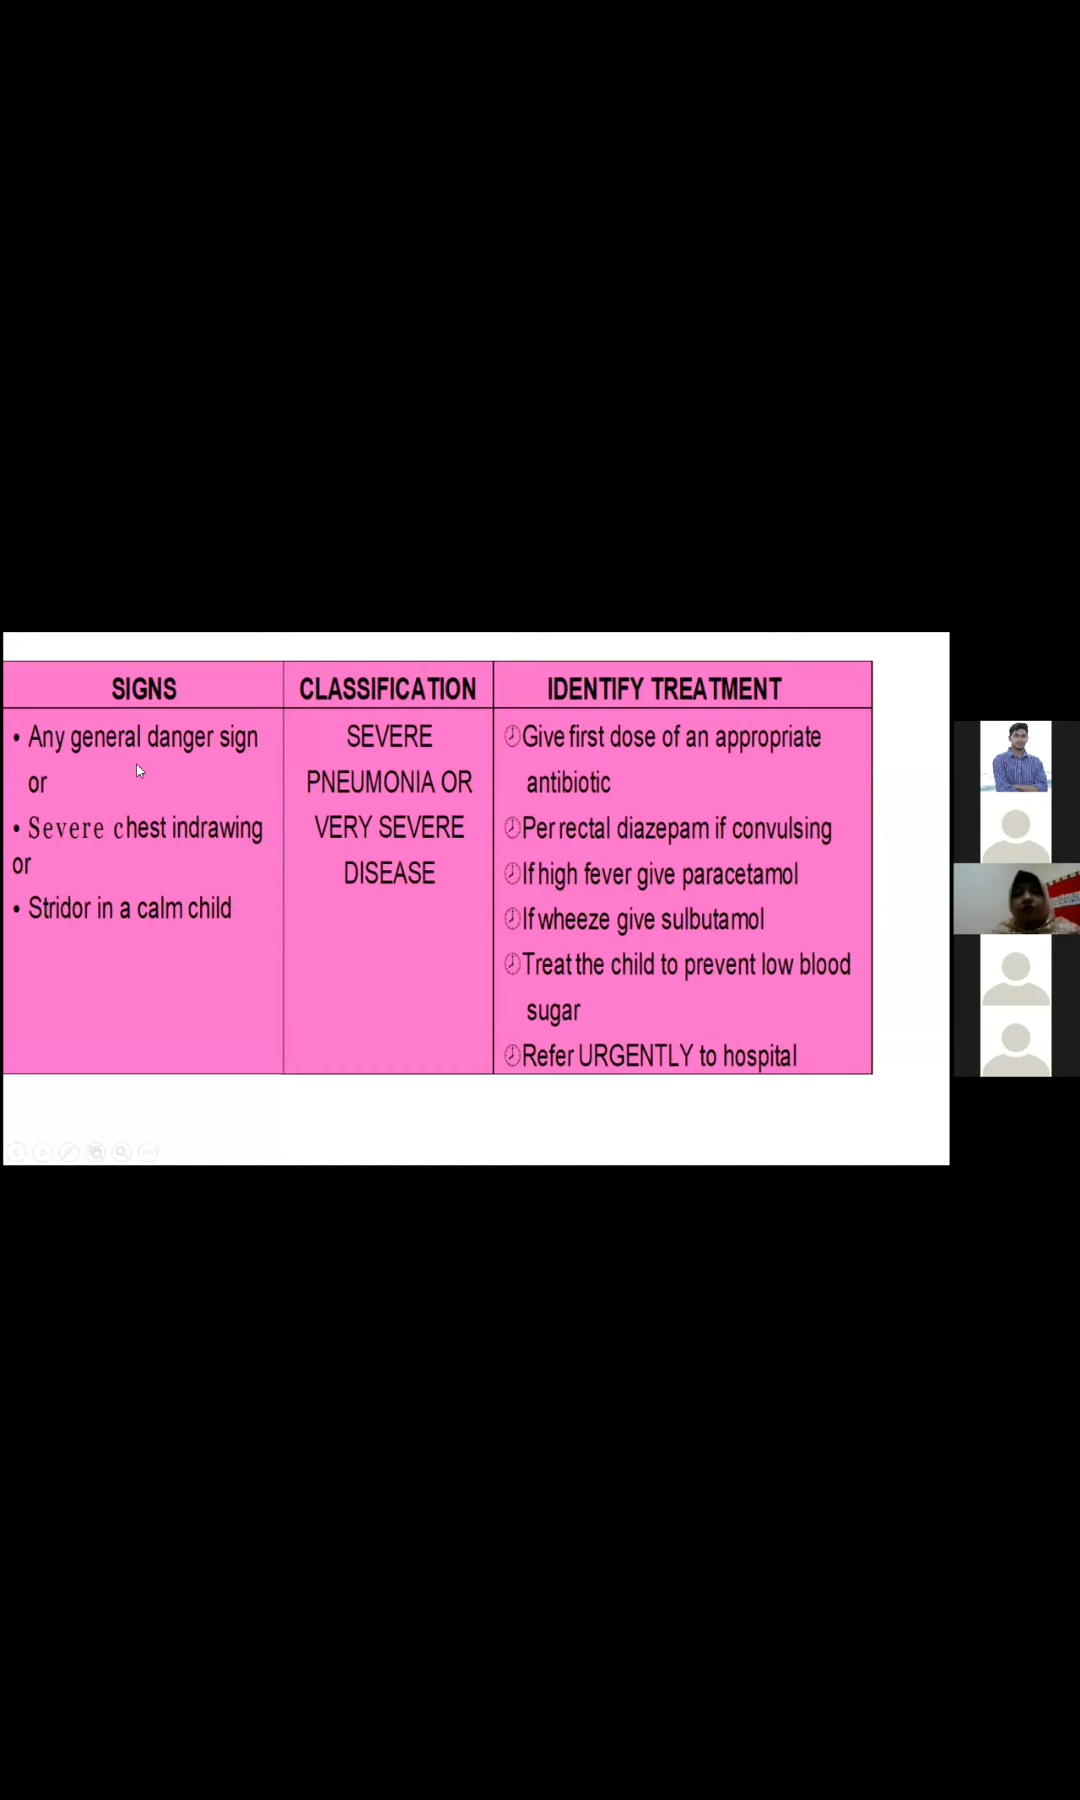 SIGNS
• Any general danger sign
or
• Severe chest indrawing
or
• Stridor in a calm child
CLASSIFICATION
SEVERE
PNEUMONIA OR
VERY SEVERE
DISEASE
IDENTIFY TREATMENT
Give first dose of an appropriate
antibiotic
Per rectal diazepam if convulsing
If high fever give paracetamol
If wheeze give sulbutamol
Treat the child to prevent low blood
sugar
Refer URGENTLY to hospital